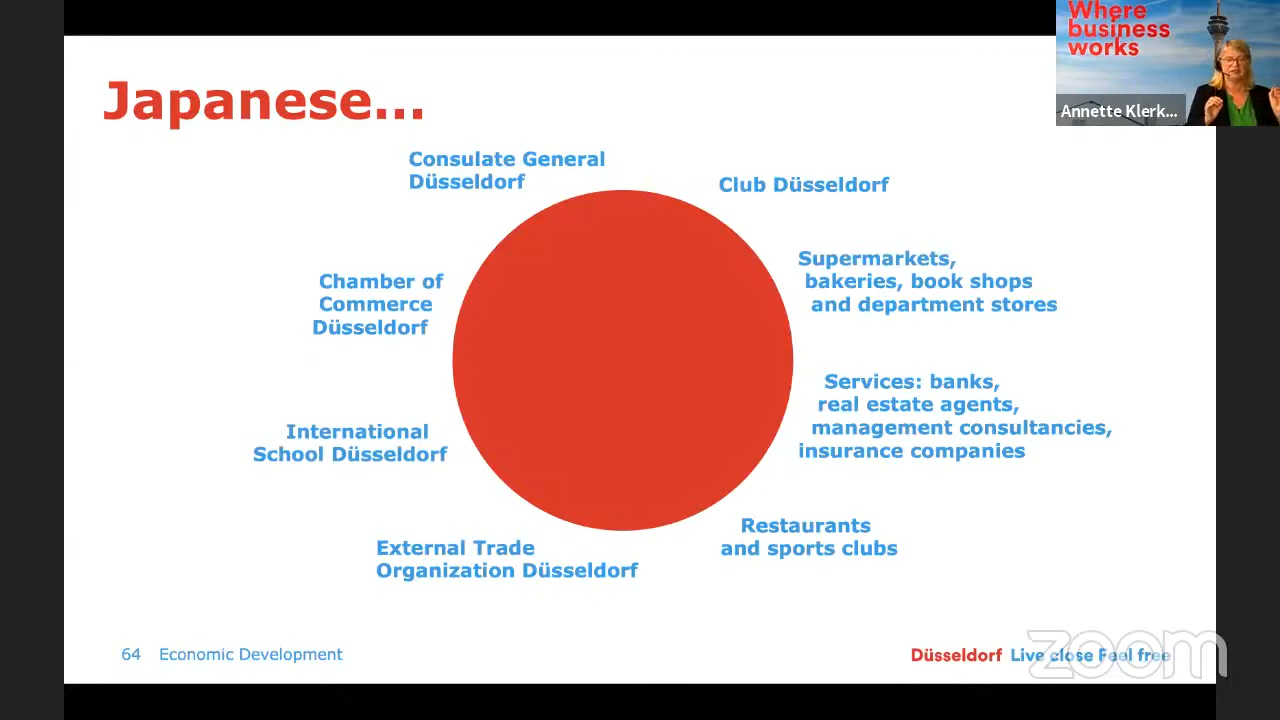 Where
business
works
Annette Klerk...
Japanese...
Consulate General
Düsseldorf
Club Düsseldorf
Supermarkets,
bakeries, book shops
and department stores
Chamber of
Commerce
Düsseldorf
Services: banks,
real estate agents,
management consultancies,
insurance companies
International
School Düsseldorf
Restaurants
and sports clubs
External Trade
Organization Düsseldorf
64 Economic Development
Düsseldorf Live close Feel free
zoom